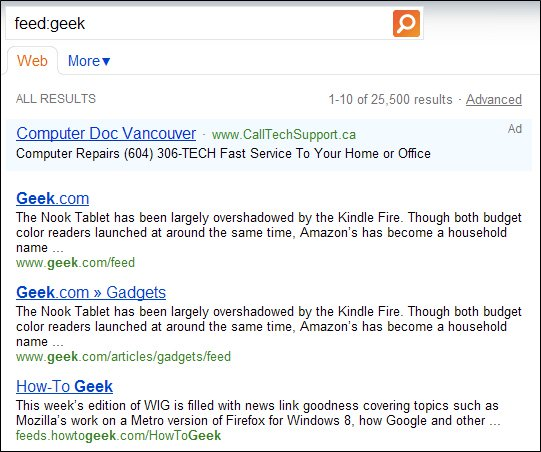 feed:geek
Web More▼
ALL RESULTS 1-10 of 25,500 results · Advanced
Computer Doc Vancouver · www.CallTechSupport.ca Ad
Computer Repairs (604) 306-TECH Fast Service To Your Home or Office
Geek.com
The Nook Tablet has been largely overshadowed by the Kindle Fire. Though both budget
color readers launched at around the same time, Amazon's has become a household
name ...
www.geek.com/feed
Geek.com » Gadgets
The Nook Tablet has been largely overshadowed by the Kindle Fire. Though both budget
color readers launched at around the same time, Amazon's has become a household
name ...
www.geek.com/articles/gadgets/feed
How-To Geek
This week's edition of WIG is filled with news link goodness covering topics such as
Mozilla's work on a Metro version of Firefox for Windows 8, how Google and other ...
feeds.howtogeek.com/HowToGeek